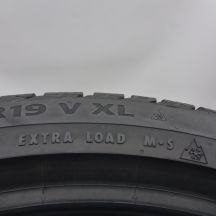 R19 V XL
EXTRA LOAD M·S